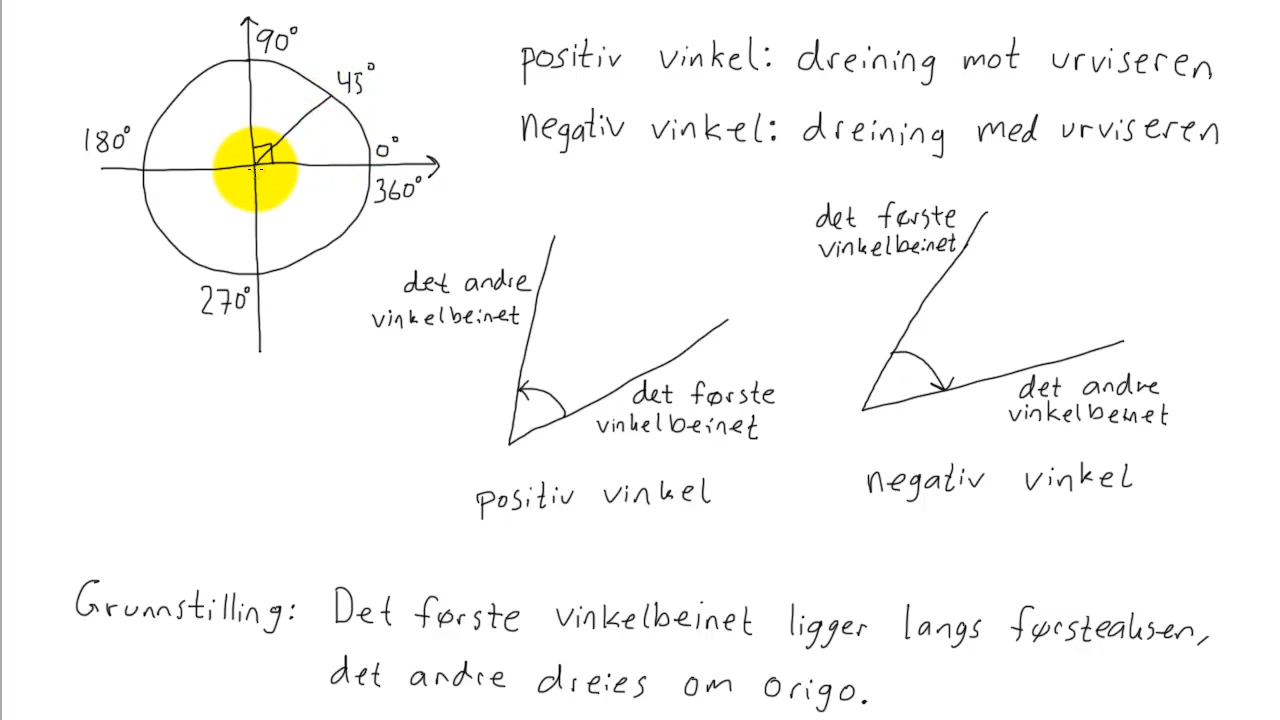 90°
45°
180°
0°
360°
270°
positiv vinkel: dreining mot urviseren
negativ vinkel: dreining med urviseren
det andre
vinkelbeinet
det første
vinkelbeinet
positiv vinkel
det første
vinkelbeinet
det andre
vinkelbeinet
negativ vinkel
Grunnstilling: Det første vinkelbeinet ligger langs førsteaksen,
det andre dreies om origo.